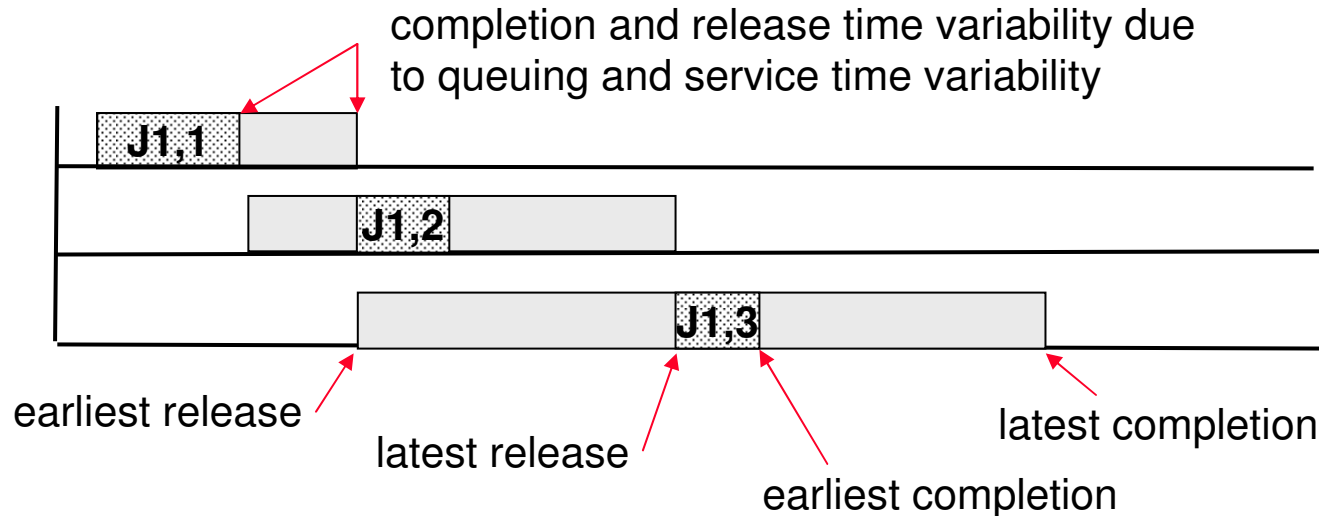 completion and release time variability due
to queuing and service time variability
J1,1
J1,2
J1,3
earliest release
latest release
latest completion
earliest completion